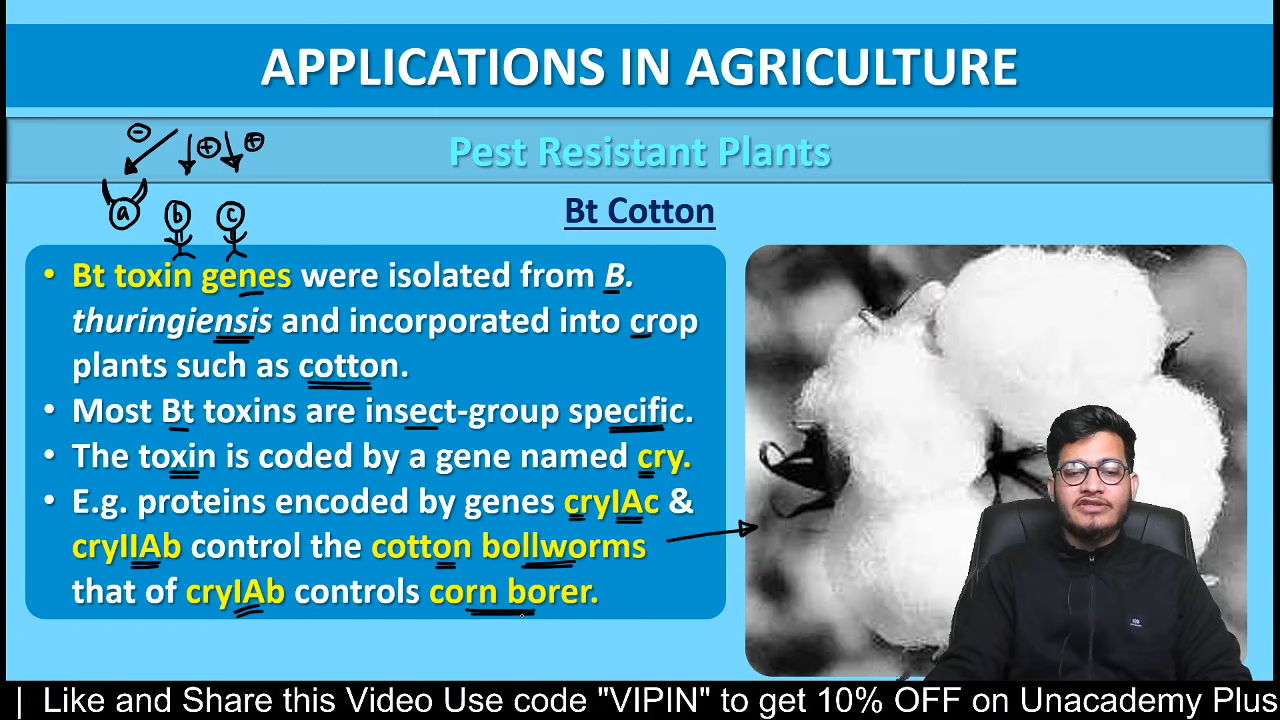 APPLICATIONS IN AGRICULTURE
Pest Resistant Plants
- + +
a b c
Bt Cotton
• Bt toxin genes were isolated from B.
thuringiensis and incorporated into crop
plants such as cotton.
• Most Bt toxins are insect-group specific.
• The toxin is coded by a gene named cry.
• E.g. proteins encoded by genes cryIAc &
cryIIAb control the cotton bollworms
that of cryIAb controls corn borer.
| Like and Share this Video Use code "VIPIN" to get 10% OFF on Unacademy Plus